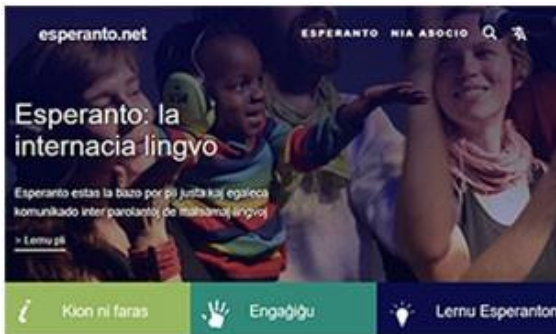 esperanto.net
ESPERANTO NIA ASOCIO
Esperanto: la
internacia lingvo
Esperanto estas la bazo por pli justa kaj egaleca
komunikado inter parolantoj de malsamaj lingvoj
> Lernu pli
Kion ni faras
Engaĝiĝu
Lernu Esperanton